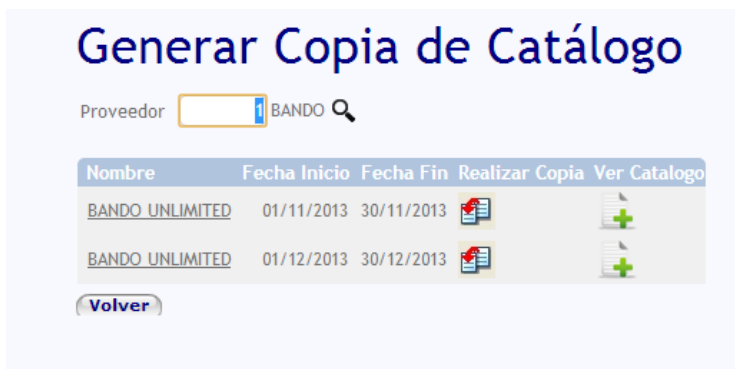 Generar Copia de Catálogo
Proveedor 1 BANDO
Nombre Fecha Inicio Fecha Fin Realizar Copia Ver Catalogo
BANDO UNLIMITED 01/11/2013 30/11/2013
BANDO UNLIMITED 01/12/2013 30/12/2013
Volver